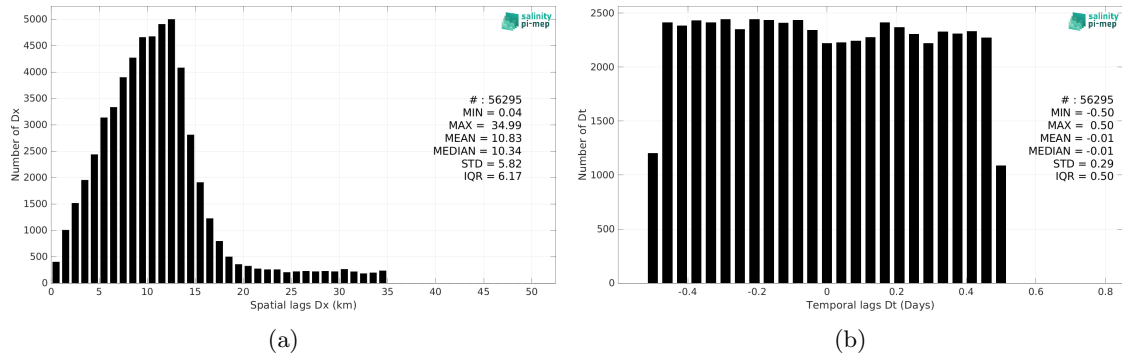 5000
4500
4000
3500
3000
2500
2000
1500
1000
500
0
Number of Dx
salinity
pi-mep
# : 56295
MIN = 0.04
MAX = 34.99
MEAN = 10.83
MEDIAN = 10.34
STD = 5.82
IQR = 6.17
0 5 10 15 20 25 30 35 40 45 50
Spatial lags Dx (km)
(a)
2500
2000
1500
1000
500
0
Number of Dt
salinity
pi-mep
# : 56295
MIN = -0.50
MAX = 0.50
MEAN = -0.01
MEDIAN = -0.01
STD = 0.29
IQR = 0.50
-0.4 -0.2 0 0.2 0.4 0.6 0.8
Temporal lags Dt (Days)
(b)